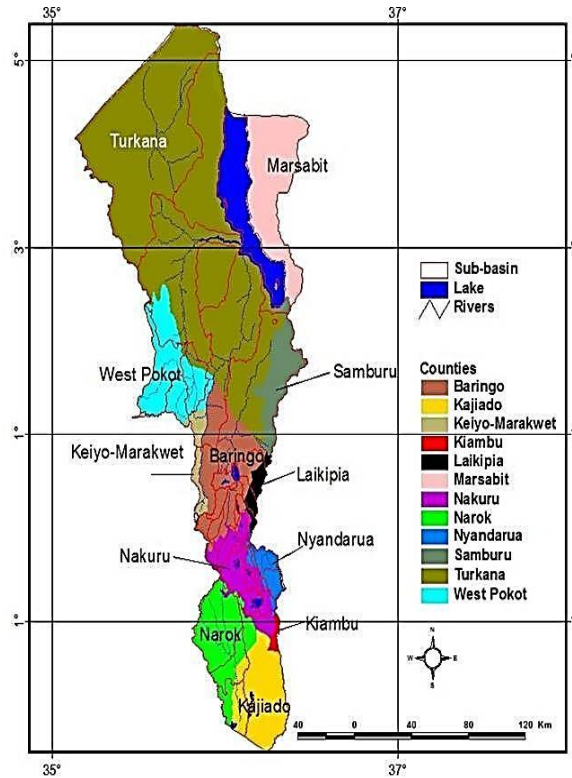 35°
37°
5°
Turkana
Marsabit
3°
Sub-basin
Lake
Rivers
West Pokot
Samburu
Counties
Baringo
Kajiado
Keiyo-Marakwet
Kiambu
Laikipia
Marsabit
Nakuru
Narok
Nyandarua
Samburu
Turkana
West Pokot
1°
Keiyo-Marakwet
Baringo
Laikipia
Nyandarua
Nakuru
1°
Kiambu
Narok
N
W E
S
Kajiado
40 0 40 80 120 Km
35°
37°